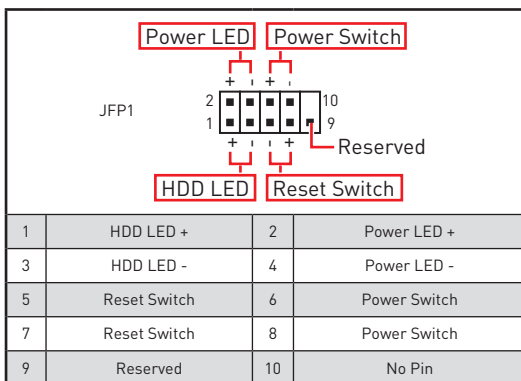 Power LED Power Switch
+ - + -
JFP1
2 10
1 9
+ - - +
Reserved
HDD LED Reset Switch
1 HDD LED + 2 Power LED +
3 HDD LED - 4 Power LED -
5 Reset Switch 6 Power Switch
7 Reset Switch 8 Power Switch
9 Reserved 10 No Pin